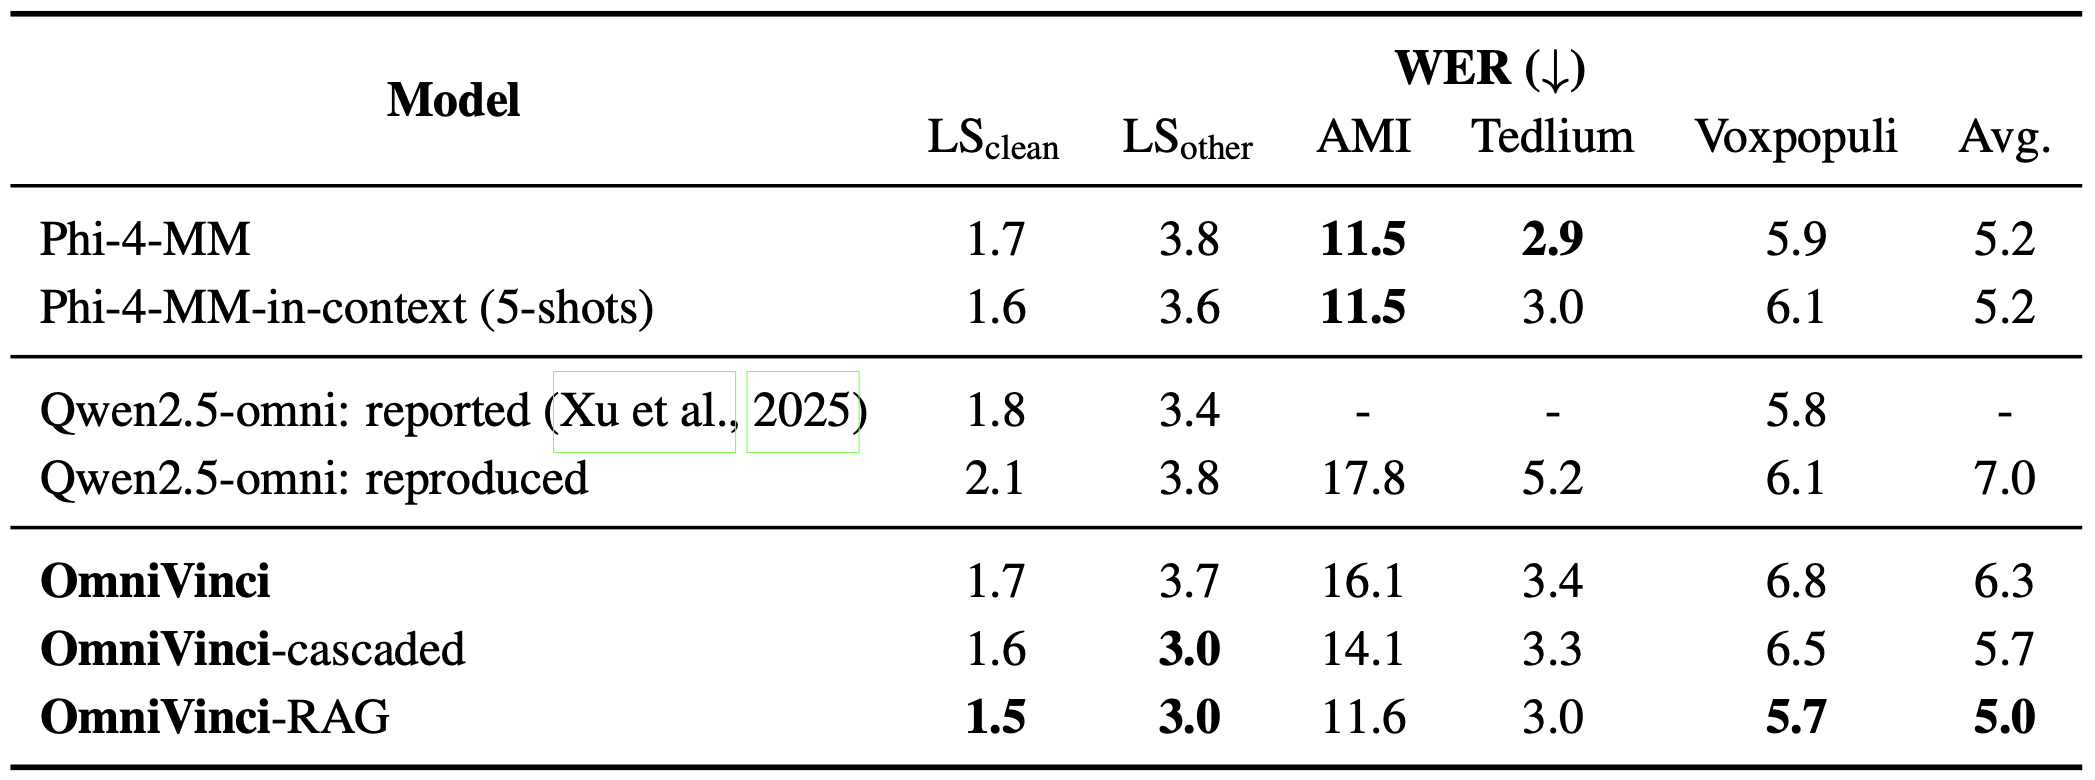 Model WER (↓)
LSclean LSother AMI Tedlium Voxpopuli Avg.
Phi-4-MM 1.7 3.8 11.5 2.9 5.9 5.2
Phi-4-MM-in-context (5-shots) 1.6 3.6 11.5 3.0 6.1 5.2
Qwen2.5-omni: reported (Xu et al., 2025) 1.8 3.4 - - 5.8 -
Qwen2.5-omni: reproduced 2.1 3.8 17.8 5.2 6.1 7.0
OmniVinci 1.7 3.7 16.1 3.4 6.8 6.3
OmniVinci-cascaded 1.6 3.0 14.1 3.3 6.5 5.7
OmniVinci-RAG 1.5 3.0 11.6 3.0 5.7 5.0